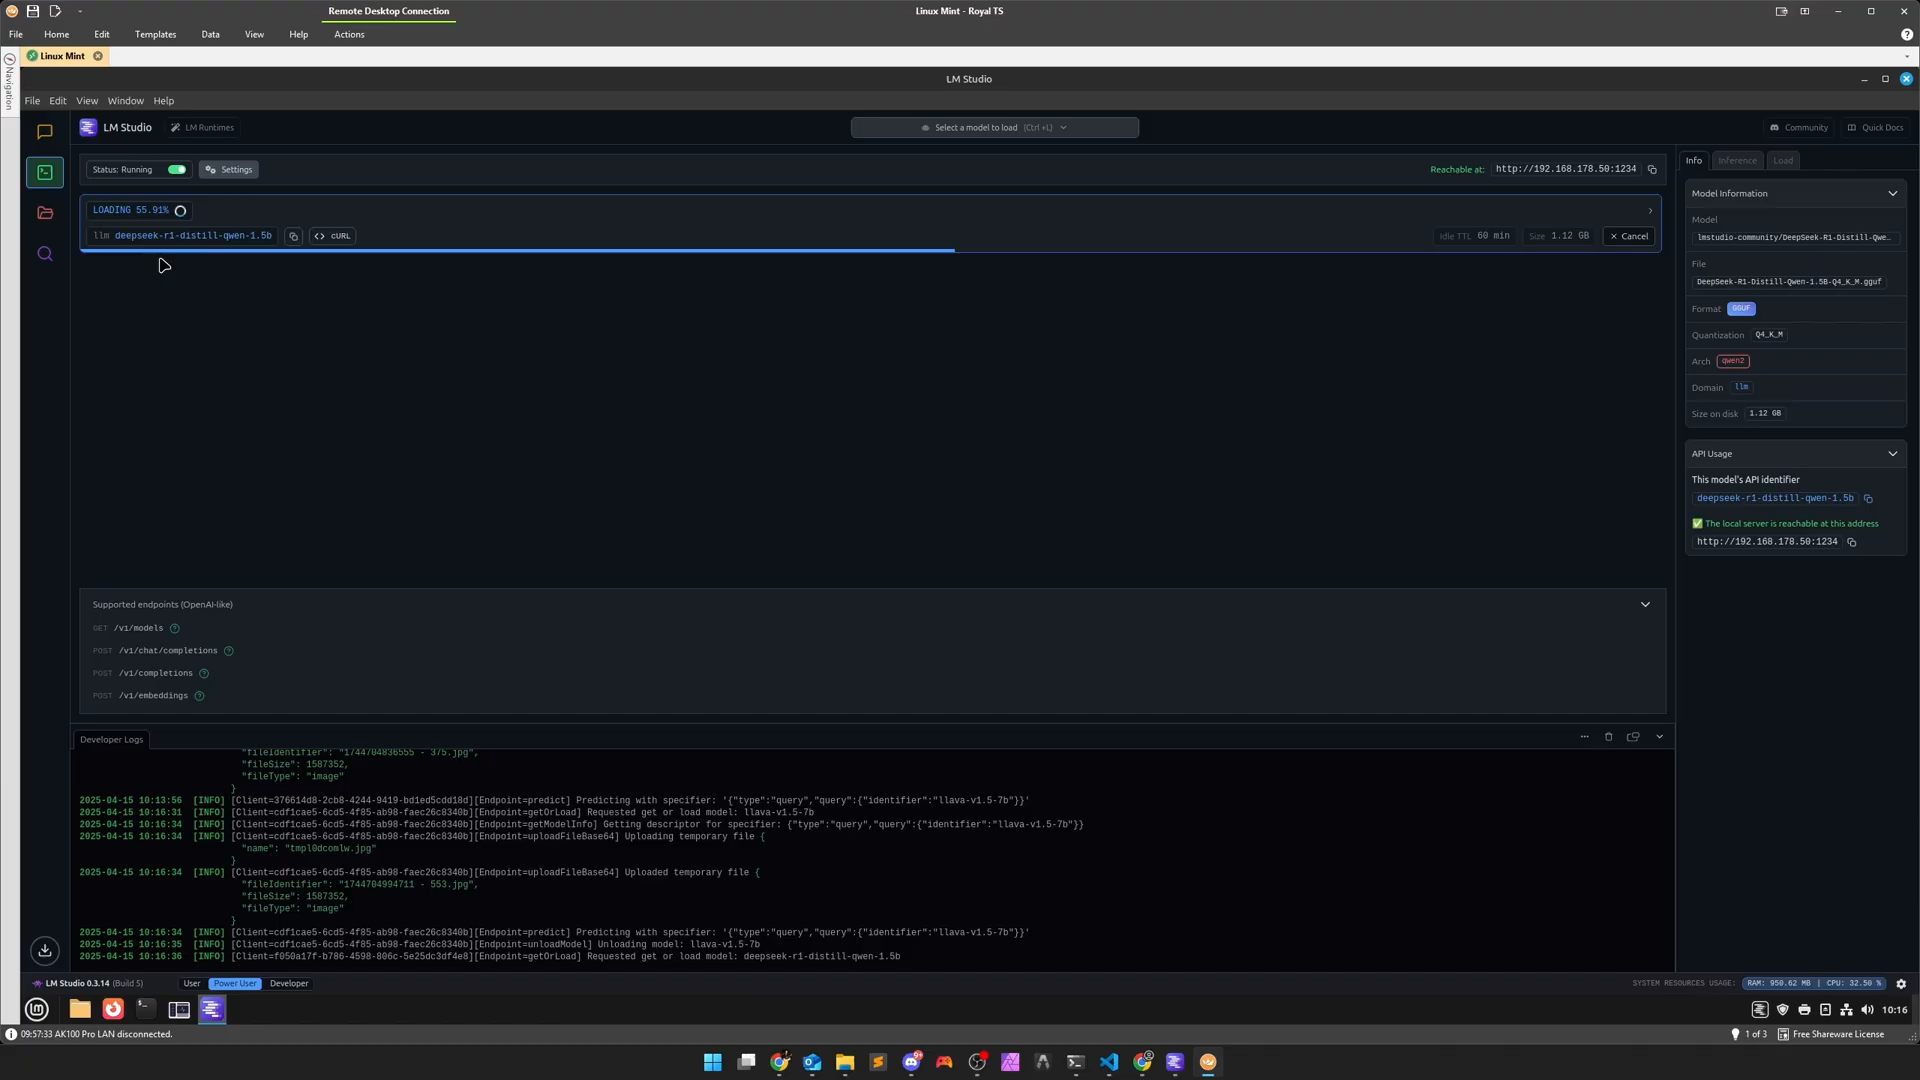 Remote Desktop Connection
Linux Mint - Royal TS
File Home Edit Templates Data View Help Actions
Linux Mint
Navigation
LM Studio
File Edit View Window Help
LM Studio LM Runtimes
Select a model to load (Ctrl +L)
Community Quick Docs
Status: Running Settings
Reachable at: http://192.168.178.50:1234
LOADING 55.91%
llm deepseek-r1-distill-qwen-1.5b <> cURL
Idle TTL 60 min Size 1.12 GB × Cancel
Info Inference Load
Model Information
Model
lmstudio-community/DeepSeek-R1-Distill-Qwe…
File
DeepSeek-R1-Distill-Qwen-1.5B-Q4_K_M.gguf
Format GGUF
Quantization Q4_K_M
Arch qwen2
Domain llm
Size on disk 1.12 GB
API Usage
This model's API identifier
deepseek-r1-distill-qwen-1.5b
✅ The local server is reachable at this address
http://192.168.178.50:1234
Supported endpoints (OpenAI-like)
GET /v1/models
POST /v1/chat/completions
POST /v1/completions
POST /v1/embeddings
Developer Logs
"fileIdentifier": "1744704836555 - 375.jpg",
"fileSize": 1587352,
"fileType": "image"
}
2025-04-15 10:13:56 [INFO] [Client=376614d8-2cb8-4244-9419-bd1ed5cdd18d][Endpoint=predict] Predicting with specifier: '{"type":"query","query":{"identifier":"llava-v1.5-7b"}}'
2025-04-15 10:16:31 [INFO] [Client=cdf1cae5-6cd5-4f85-ab98-faec26c8340b][Endpoint=getOrLoad] Requested get or load model: llava-v1.5-7b
2025-04-15 10:16:34 [INFO] [Client=cdf1cae5-6cd5-4f85-ab98-faec26c8340b][Endpoint=getModelInfo] Getting descriptor for specifier: {"type":"query","query":{"identifier":"llava-v1.5-7b"}}
2025-04-15 10:16:34 [INFO] [Client=cdf1cae5-6cd5-4f85-ab98-faec26c8340b][Endpoint=uploadFileBase64] Uploading temporary file {
"name": "tmpl0dcomlw.jpg"
}
2025-04-15 10:16:34 [INFO] [Client=cdf1cae5-6cd5-4f85-ab98-faec26c8340b][Endpoint=uploadFileBase64] Uploaded temporary file {
"fileIdentifier": "1744704994711 - 553.jpg",
"fileSize": 1587352,
"fileType": "image"
}
2025-04-15 10:16:34 [INFO] [Client=cdf1cae5-6cd5-4f85-ab98-faec26c8340b][Endpoint=predict] Predicting with specifier: '{"type":"query","query":{"identifier":"llava-v1.5-7b"}}'
2025-04-15 10:16:35 [INFO] [Client=cdf1cae5-6cd5-4f85-ab98-faec26c8340b][Endpoint=unloadModel] Unloading model: llava-v1.5-7b
2025-04-15 10:16:36 [INFO] [Client=f050a17f-b786-4598-806c-5e25dc3df4e8][Endpoint=getOrLoad] Requested get or load model: deepseek-r1-distill-qwen-1.5b
LM Studio 0.3.14 (Build 5) User Power User Developer
SYSTEM RESOURCES USAGE: RAM: 950.62 MB | CPU: 32.50 %
10:16
09:57:33 AK100 Pro LAN disconnected.
1 of 3 Free Shareware License